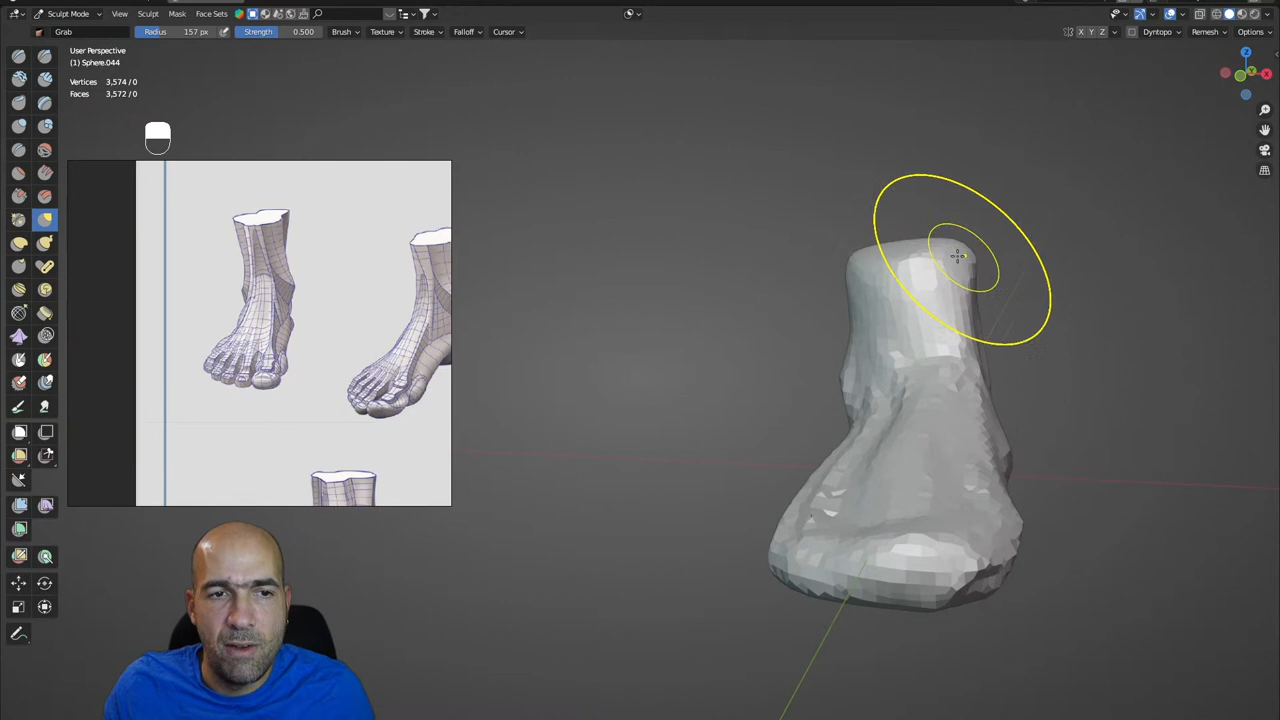 Sculpt Mode View Sculpt Mask Face Sets
Grab Radius 157 px Strength 0.500 Brush Texture Stroke Falloff Cursor X Y Z Dyntopo Remesh Options
User Perspective
(1) Sphere.044
Vertices 3,574 / 0
Faces 3,572 / 0
Z
Y
X